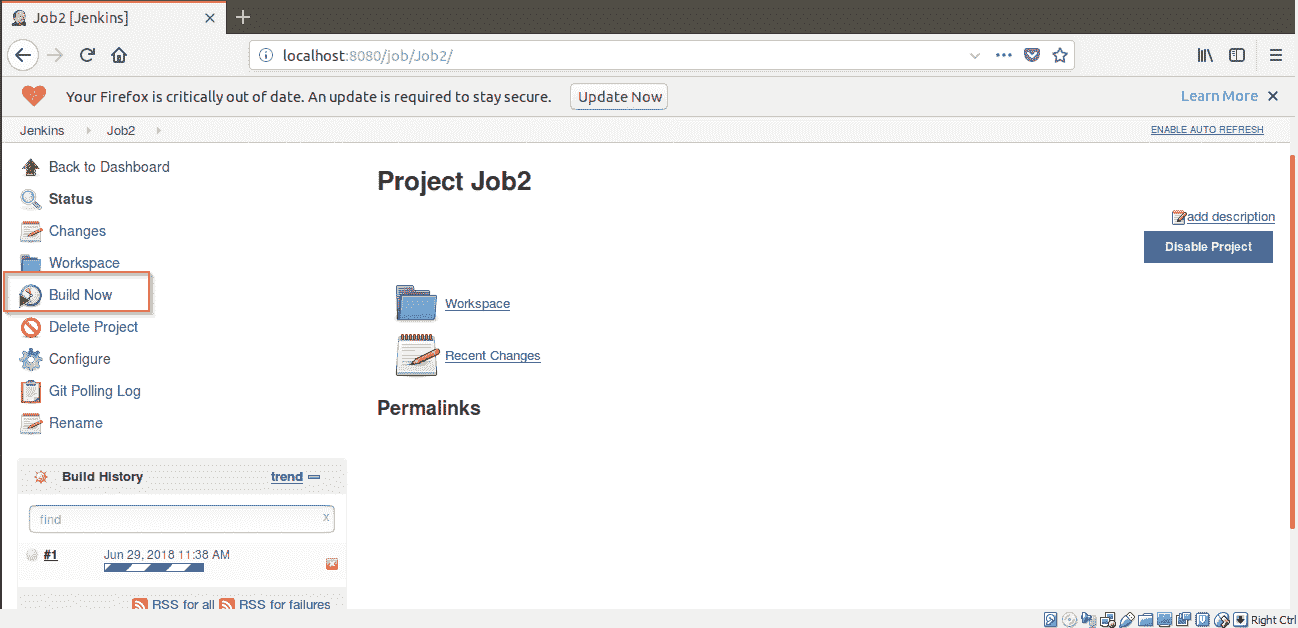 Job2 [Jenkins]
localhost:8080/job/Job2/
Your Firefox is critically out of date. An update is required to stay secure.
Update Now
Learn More
Jenkins
Job2
ENABLE AUTO REFRESH
Back to Dashboard
Status
Changes
Workspace
Build Now
Delete Project
Configure
Git Polling Log
Rename
Project Job2
add description
Disable Project
Workspace
Recent Changes
Permalinks
Build History
trend
find
x
#1
Jun 29, 2018 11:38 AM
RSS for all
RSS for failures
Right Ctrl